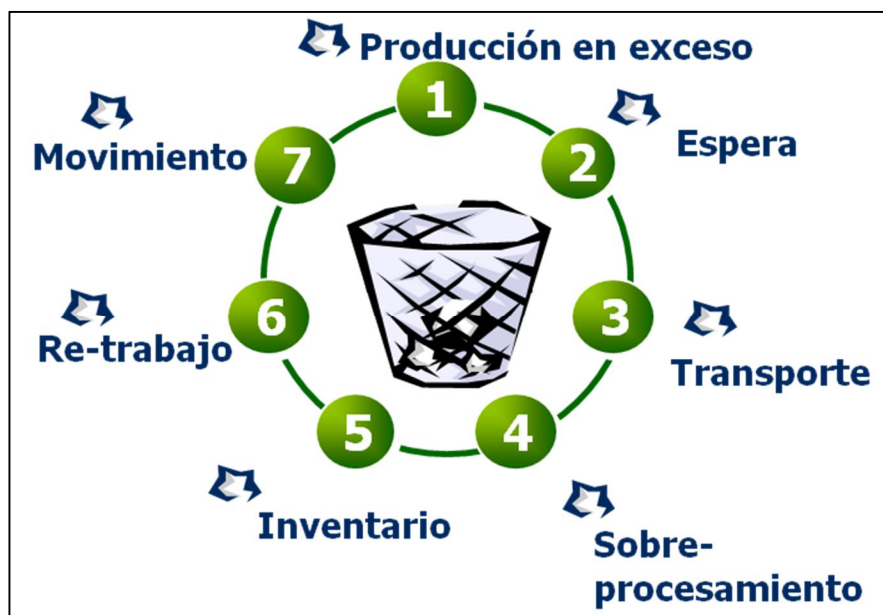 Producción en exceso
1
Espera
2
Transporte
3
Sobre-
procesamiento
4
Inventario
5
Re-trabajo
6
Movimiento
7